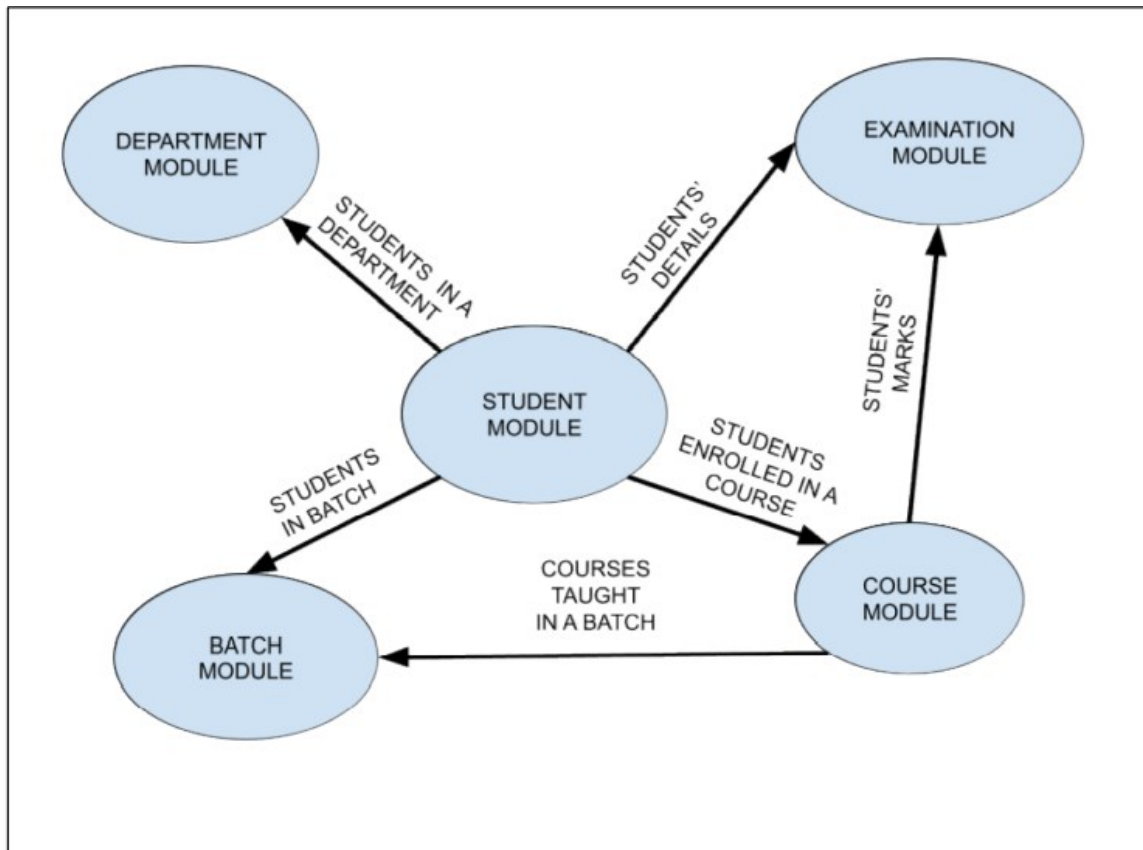 DEPARTMENT
MODULE
EXAMINATION
MODULE
STUDENTS IN A
DEPARTMENT
STUDENTS'
DETAILS
STUDENTS'
MARKS
STUDENT
MODULE
STUDENTS
ENROLLED IN A
COURSE
STUDENTS
IN BATCH
COURSES
TAUGHT
IN A BATCH
COURSE
MODULE
BATCH
MODULE